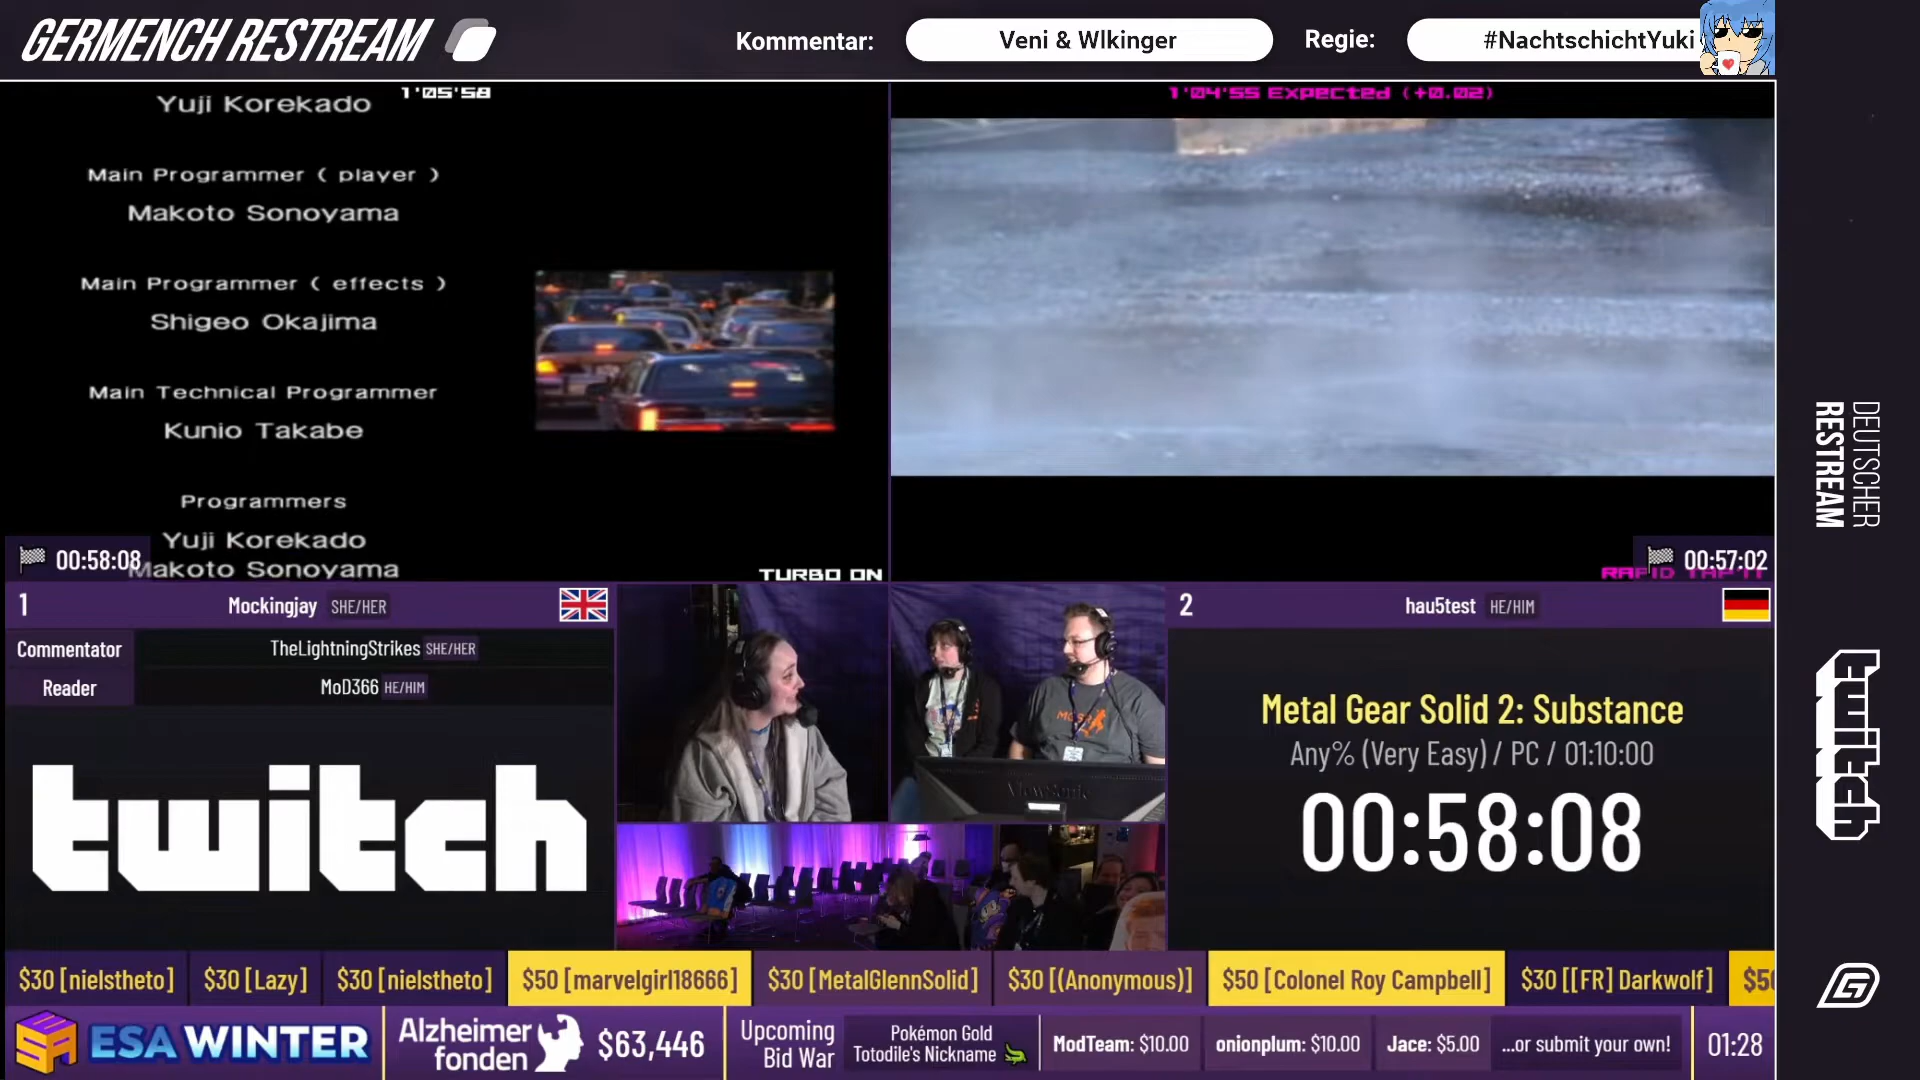 GERMENCH RESTREAM
Kommentar:
Veni & Wlkinger
Regie:
#NachtschichtYuki
1'05'58
Yuji Korekado
Main Programmer ( player )
Makoto Sonoyama
Main Programmer ( effects )
Shigeo Okajima
Main Technical Programmer
Kunio Takabe
Programmers
Yuji Korekado
Makoto Sonoyama
00:58:08
TURBO ON
1'04'55 Expected (+0.02)
00:57:02
1
Mockingjay SHE/HER
Commentator
TheLightningStrikes SHE/HER
Reader
MoD366 HE/HIM
twitch
ViewSonic
2
hau5test HE/HIM
Metal Gear Solid 2: Substance
Any% (Very Easy) / PC / 01:10:00
00:58:08
DEUTSCHER
RESTREAM
twitch
$30 [nielstheto]
$30 [Lazy]
$30 [nielstheto]
$50 [marvelgirl18666]
$30 [MetalGlennSolid]
$30 [(Anonymous)]
$50 [Colonel Roy Campbell]
$30 [[FR] Darkwolf]
ESA WINTER
Alzheimer
fonden
$63,446
Upcoming
Bid War
Pokémon Gold
Totodile's Nickname
ModTeam: $10.00
onionplum: $10.00
Jace: $5.00
...or submit your own!
01:28